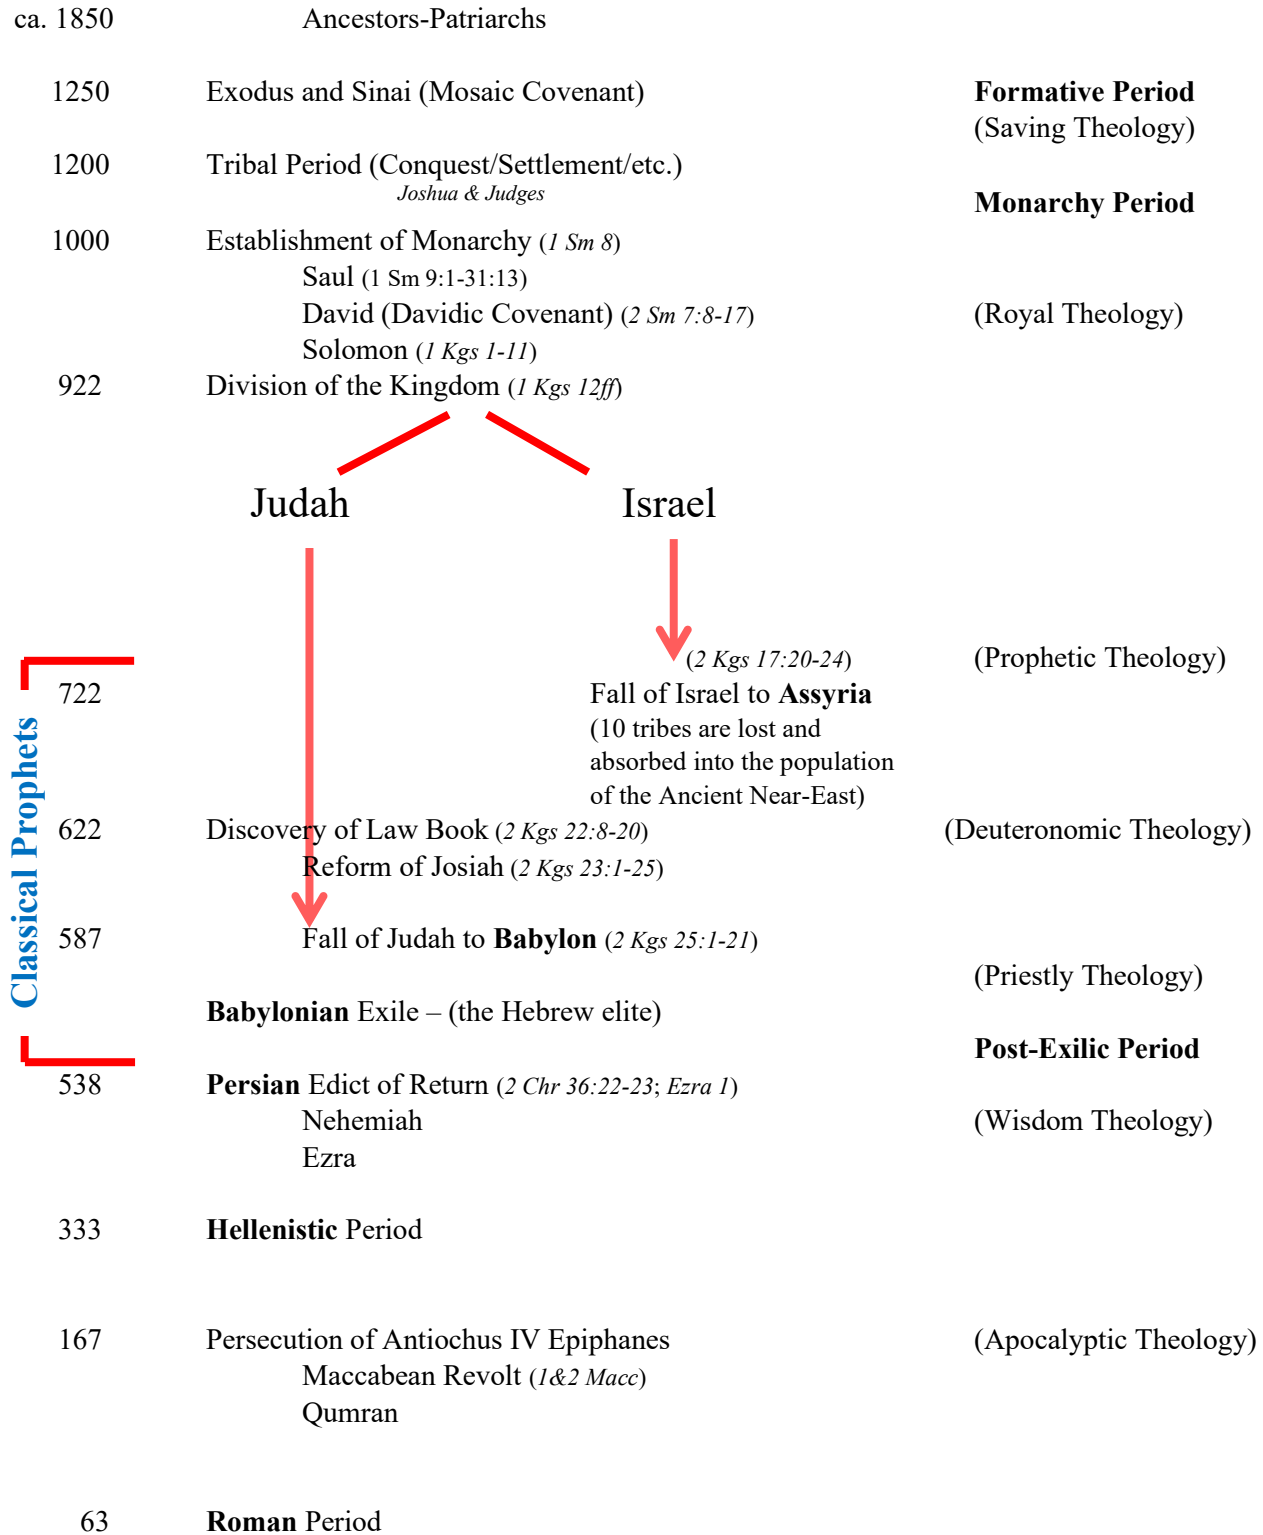 ca. 1850 Ancestors-Patriarchs
1250 Exodus and Sinai (Mosaic Covenant) Formative Period
(Saving Theology)
1200 Tribal Period (Conquest/Settlement/etc.)
Joshua & Judges
Monarchy Period
1000 Establishment of Monarchy (1 Sm 8)
Saul (1 Sm 9:1-31:13)
David (Davidic Covenant) (2 Sm 7:8-17) (Royal Theology)
Solomon (1 Kgs 1-11)
922 Division of the Kingdom (1 Kgs 12ff)
Judah Israel
(2 Kgs 17:20-24) (Prophetic Theology)
722 Fall of Israel to Assyria
(10 tribes are lost and
absorbed into the population
of the Ancient Near-East)
Classical Prophets
622 Discovery of Law Book (2 Kgs 22:8-20) (Deuteronomic Theology)
Reform of Josiah (2 Kgs 23:1-25)
587 Fall of Judah to Babylon (2 Kgs 25:1-21)
(Priestly Theology)
Babylonian Exile – (the Hebrew elite)
Post-Exilic Period
538 Persian Edict of Return (2 Chr 36:22-23; Ezra 1)
Nehemiah (Wisdom Theology)
Ezra
333 Hellenistic Period
167 Persecution of Antiochus IV Epiphanes (Apocalyptic Theology)
Maccabean Revolt (1&2 Macc)
Qumran
63 Roman Period